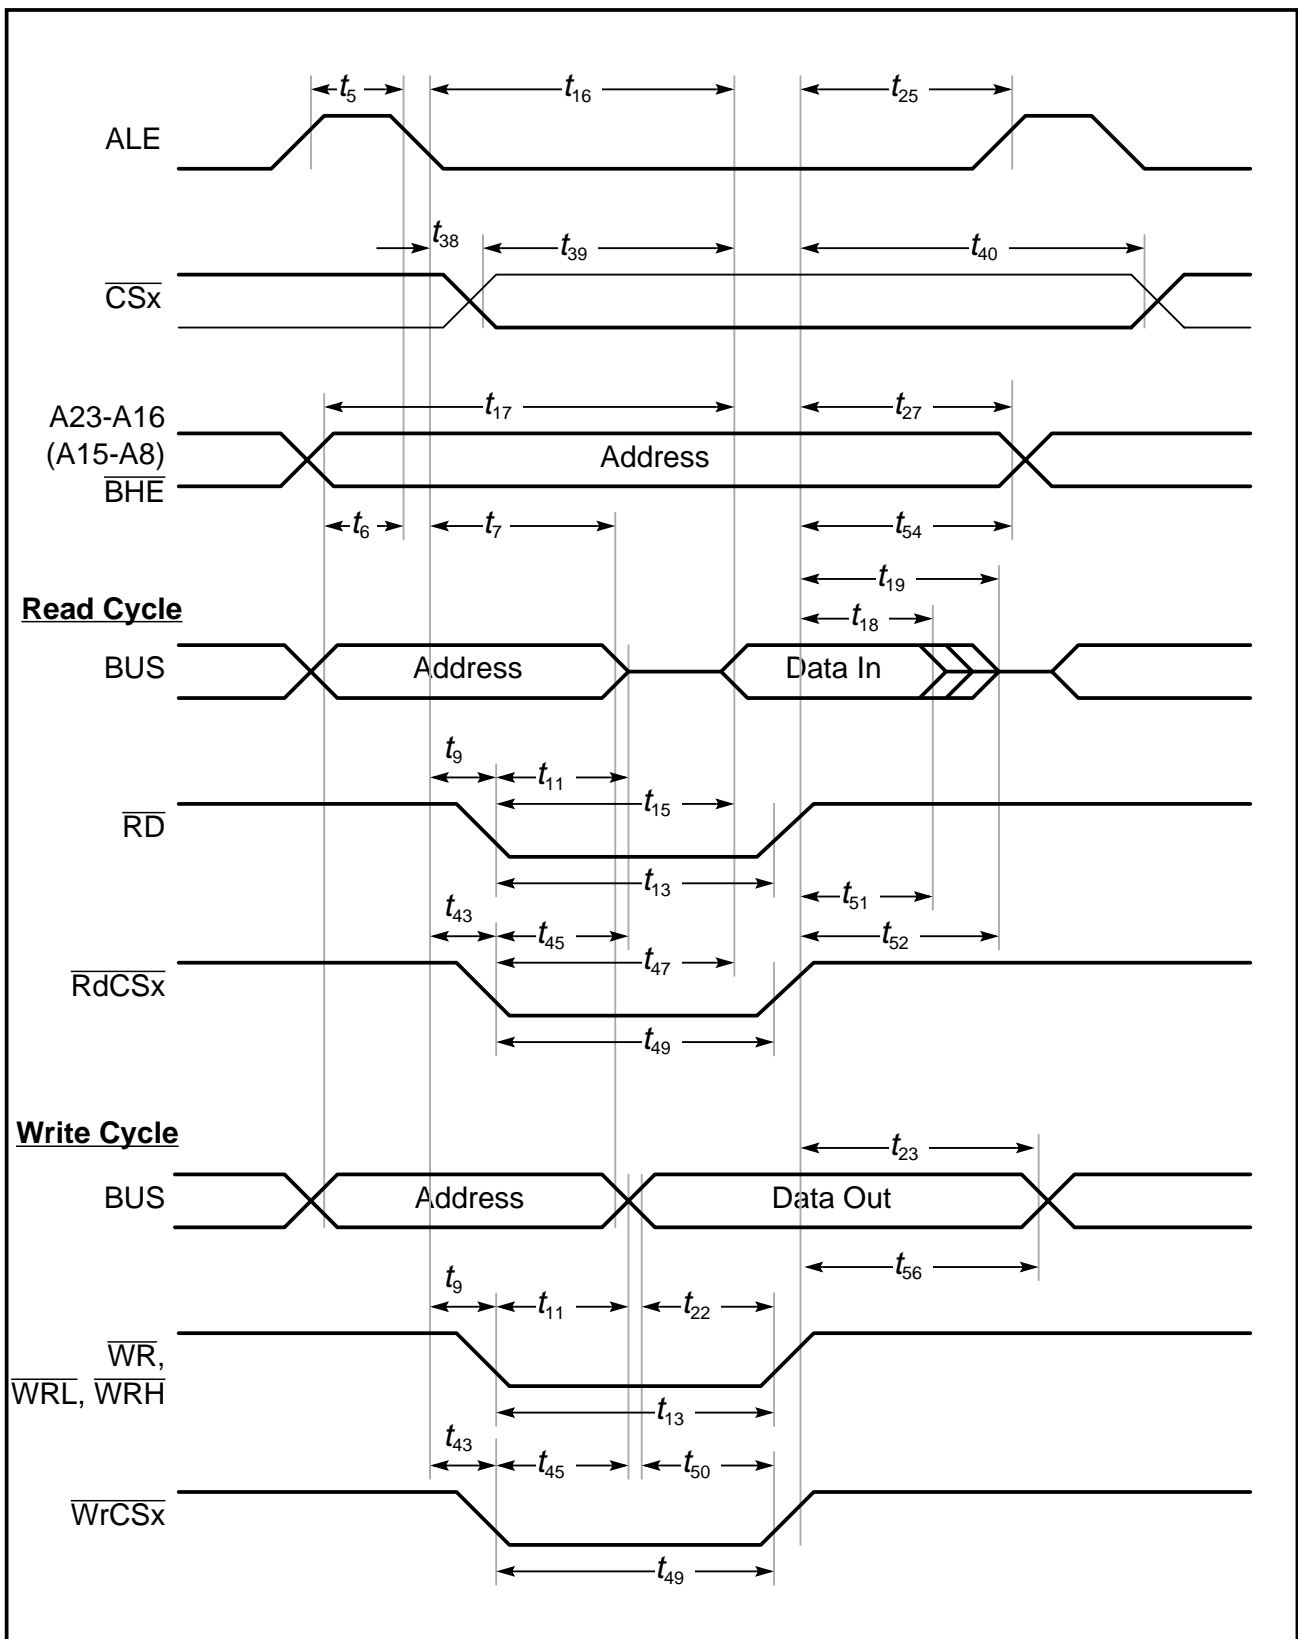 t5 t16 t25
ALE
t38 t39 t40
CSx
t17 t27
A23-A16
(A15-A8)
BHE
Address
t6 t7 t54
t19
Read Cycle
t18
BUS Address Data In
t9 t11
t15
RD
t13
t51
t43 t45 t52
t47
RdCSx
t49
Write Cycle
t23
BUS Address Data Out
t56
t9 t11 t22
WR,
WRL, WRH
t13
t43 t45 t50
WrCSx
t49